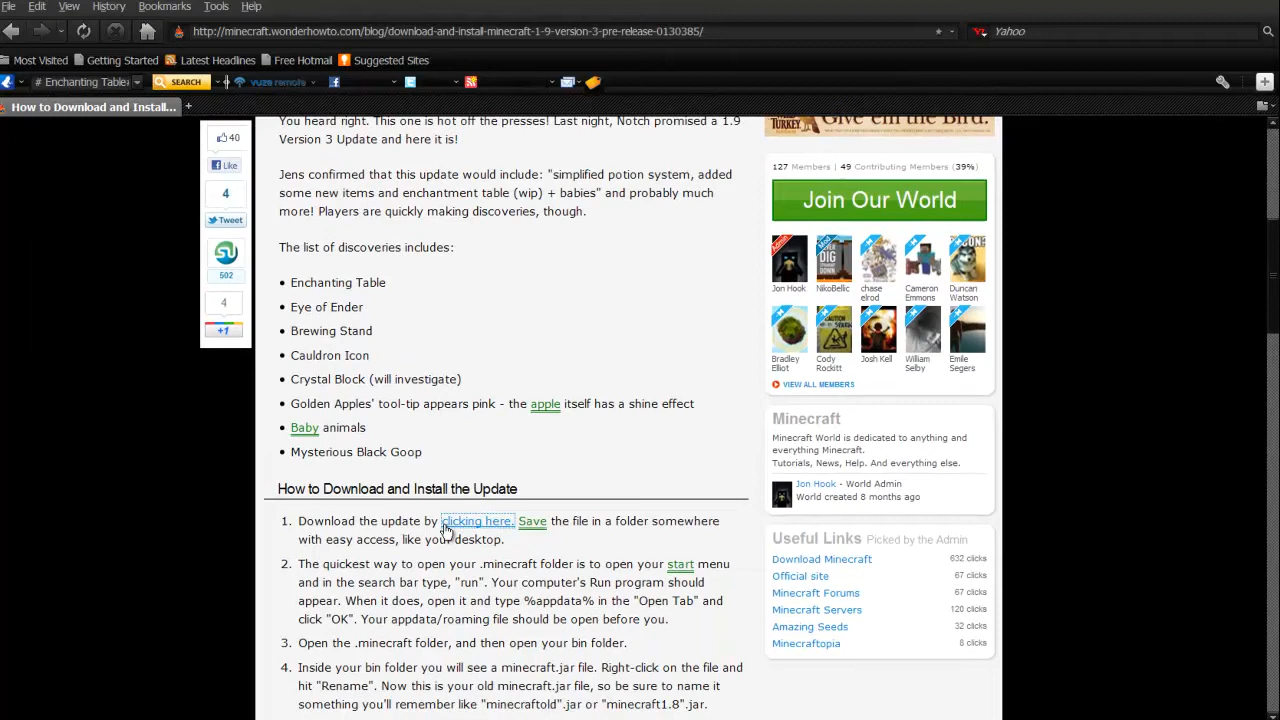 File Edit View History Bookmarks Tools Help
http://minecraft.wonderhowto.com/blog/download-and-install-minecraft-1-9-version-3-pre-release-0130385/
Yahoo
Most Visited Getting Started Latest Headlines Free Hotmail Suggested Sites
# Enchanting Table SEARCH vuze remote
How to Download and Install...
40
Like
4
Tweet
502
4
+1
You heard right. This one is hot off the presses! Last night, Notch promised a 1.9
Version 3 Update and here it is!
Jens confirmed that this update would include: "simplified potion system, added
some new items and enchantment table (wip) + babies" and probably much
more! Players are quickly making discoveries, though.
The list of discoveries includes:
Enchanting Table
Eye of Ender
Brewing Stand
Cauldron Icon
Crystal Block (will investigate)
Golden Apples' tool-tip appears pink - the apple itself has a shine effect
Baby animals
Mysterious Black Goop
How to Download and Install the Update
1. Download the update by clicking here. Save the file in a folder somewhere
with easy access, like your desktop.
2. The quickest way to open your .minecraft folder is to open your start menu
and in the search bar type, "run". Your computer's Run program should
appear. When it does, open it and type %appdata% in the "Open Tab" and
click "OK". Your appdata/roaming file should be open before you.
3. Open the .minecraft folder, and then open your bin folder.
4. Inside your bin folder you will see a minecraft.jar file. Right-click on the file and
hit "Rename". Now this is your old minecraft.jar file, so be sure to name it
something you'll remember like "minecraftold".jar or "minecraft1.8".jar.
TURKEY Give 'em the Bird.
127 Members | 49 Contributing Members (39%)
Join Our World
Jon Hook
NikoBellic
chase
elrod
Cameron
Emmons
Duncan
Watson
Bradley
Elliot
Cody
Rockitt
Josh Kell
William
Selby
Emile
Segers
VIEW ALL MEMBERS
Minecraft
Minecraft World is dedicated to anything and
everything Minecraft.
Tutorials, News, Help. And everything else.
Jon Hook - World Admin
World created 8 months ago
Useful Links Picked by the Admin
Download Minecraft 632 clicks
Official site 67 clicks
Minecraft Forums 67 clicks
Minecraft Servers 120 clicks
Amazing Seeds 32 clicks
Minecraftopia 8 clicks